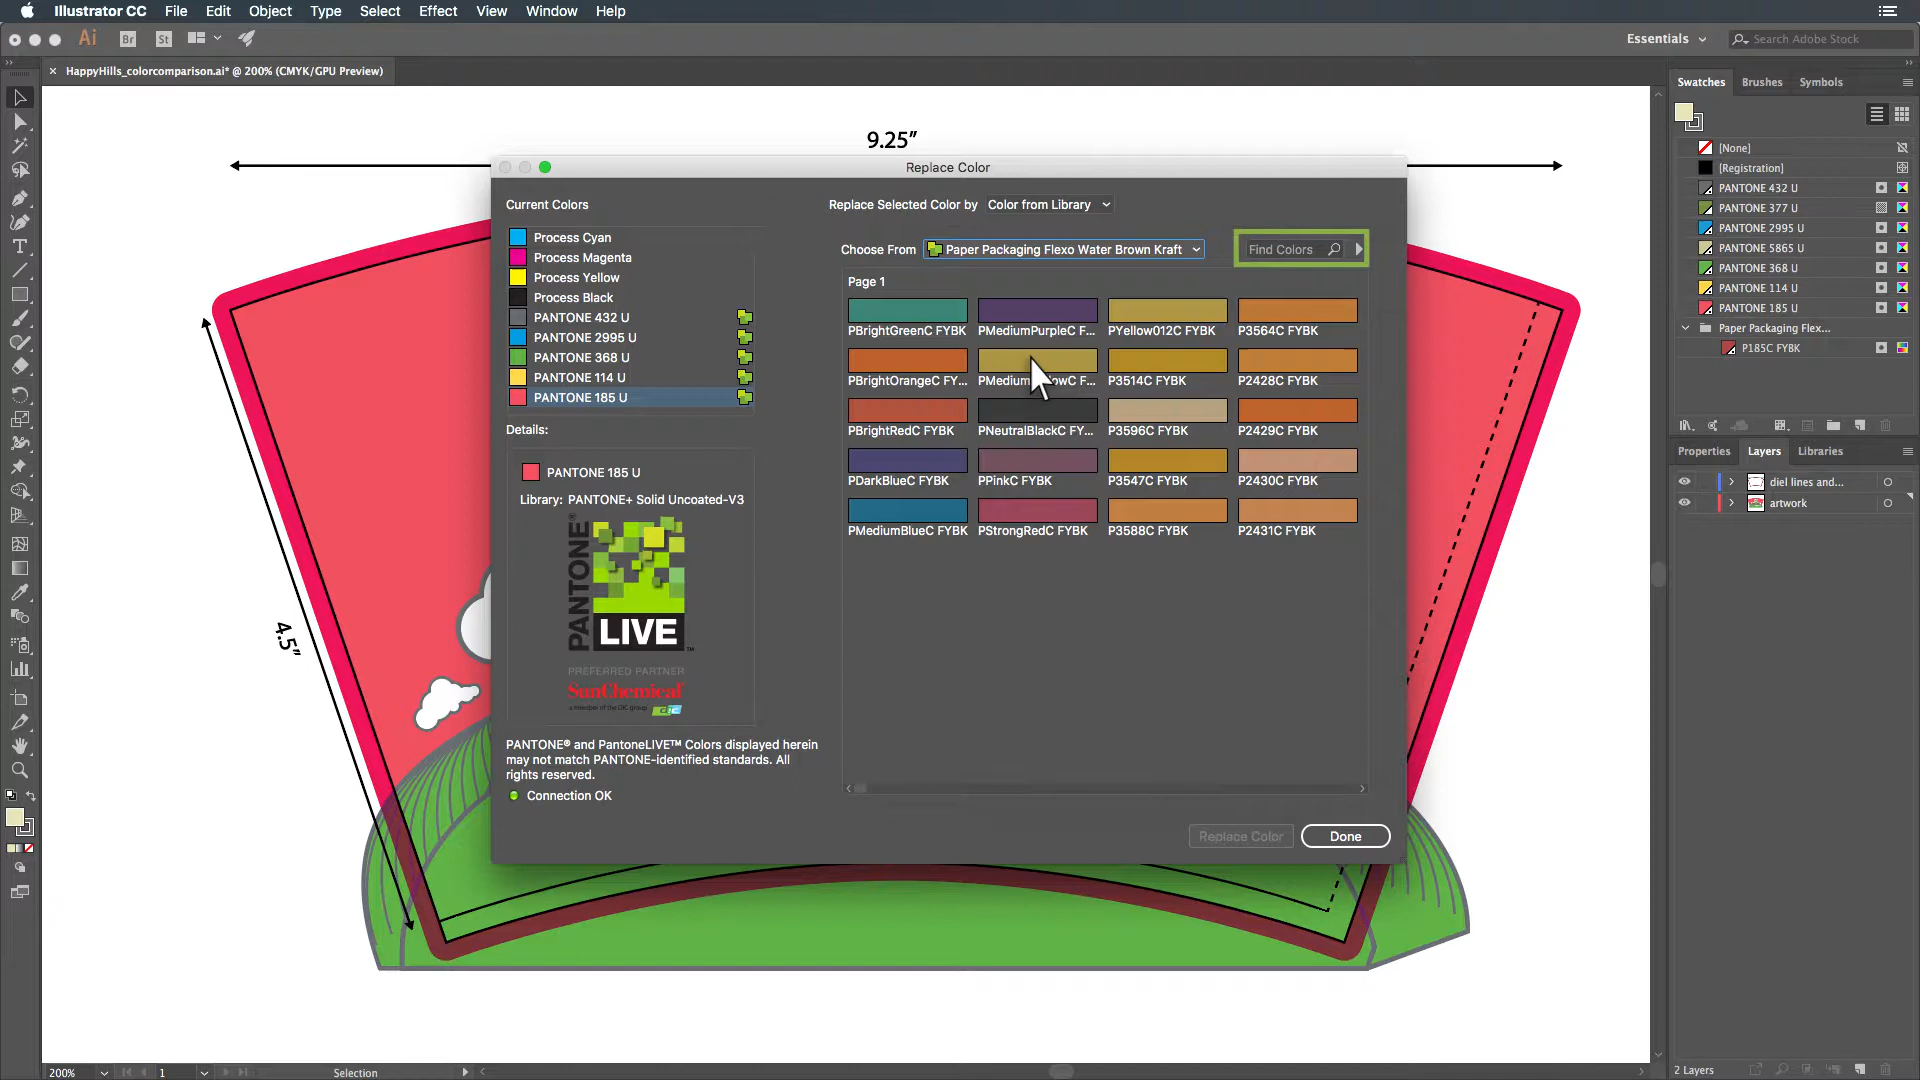 Illustrator CC File Edit Object Type Select Effect View Window Help
Ai Br St Essentials Search Adobe Stock
× HappyHills_colorcomparison.ai* @ 200% (CMYK/GPU Preview)
9.25”
4.5”
Replace Color
Current Colors
Process Cyan
Process Magenta
Process Yellow
Process Black
PANTONE 432 U
PANTONE 2995 U
PANTONE 368 U
PANTONE 114 U
PANTONE 185 U
Details:
PANTONE 185 U
Library: PANTONE+ Solid Uncoated-V3
PANTONE®
LIVE™
PREFERRED PARTNER
SunChemical
a member of the DIC group
PANTONE® and PantoneLIVE™ Colors displayed herein
may not match PANTONE-identified standards. All
rights reserved.
Connection OK
Replace Selected Color by Color from Library
Choose From Paper Packaging Flexo Water Brown Kraft Find Colors
Page 1
PBrightGreenC FYBK PMediumPurpleC F... PYellow012C FYBK P3564C FYBK
PBrightOrangeC FY... P3514C FYBK P2428C FYBK
PBrightRedC FYBK PNeutralBlackC FY... P3596C FYBK P2429C FYBK
PDarkBlueC FYBK PPinkC FYBK P3547C FYBK P2430C FYBK
PMediumBlueC FYBK PStrongRedC FYBK P3588C FYBK P2431C FYBK
Replace Color Done
Swatches Brushes Symbols
[None]
[Registration]
PANTONE 432 U
PANTONE 377 U
PANTONE 2995 U
PANTONE 5865 U
PANTONE 368 U
PANTONE 114 U
PANTONE 185 U
Paper Packaging Flex...
P185C FYBK
Properties Layers Libraries
diel lines and...
artwork
2 Layers
200% 1 Selection